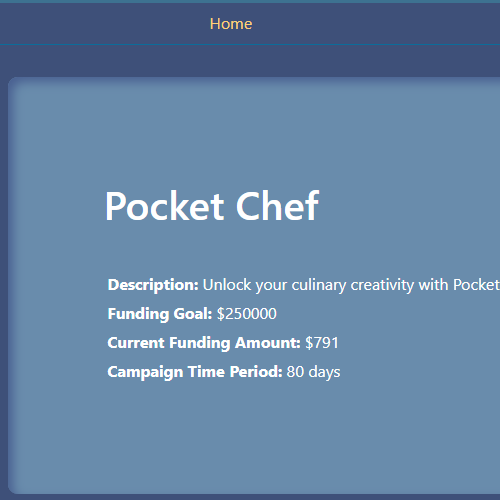 Home
Pocket Chef
Description: Unlock your culinary creativity with Pocket
Funding Goal: $250000
Current Funding Amount: $791
Campaign Time Period: 80 days